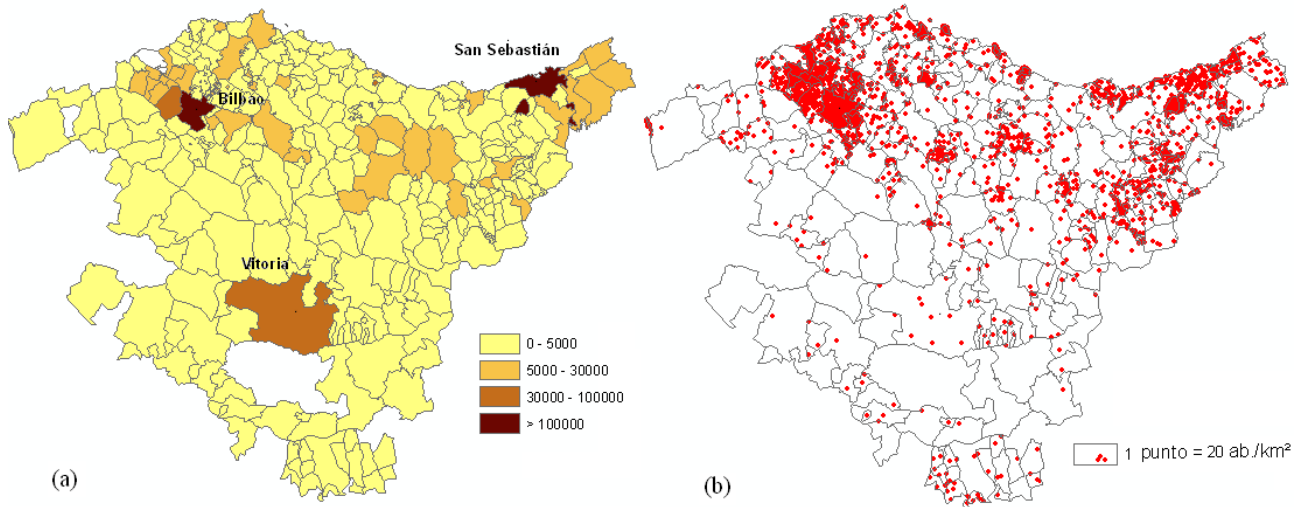 San Sebastián
Bilbao
Vitoria
0 - 5000
5000 - 30000
30000 - 100000
> 100000
(a)
1 punto = 20 ab./km²
(b)